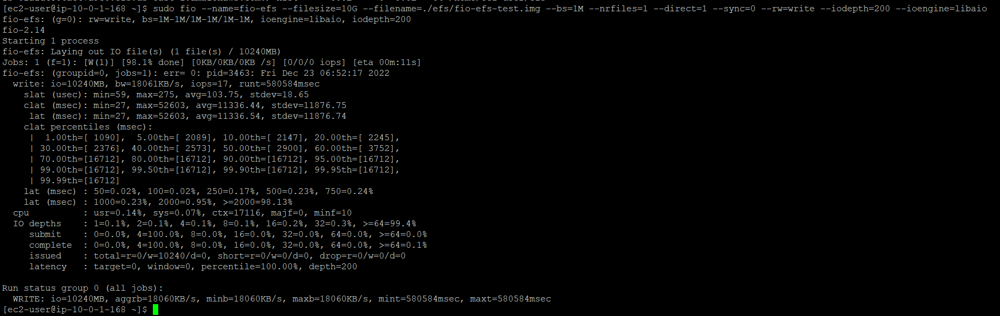 [ec2-user@ip-10-0-1-168 ~]$ sudo fio --name=fio-efs --filesize=10G --filename=./efs/fio-efs-test.img --bs=1M --nrfiles=1 --direct=1 --sync=0 --rw=write --iodepth=200 --ioengine=libaio
fio-efs: (g=0): rw=write, bs=1M-1M/1M-1M/1M-1M, ioengine=libaio, iodepth=200
fio-2.14
Starting 1 process
fio-efs: Laying out IO file(s) (1 file(s) / 10240MB)
Jobs: 1 (f=1): [W(1)] [98.1% done] [0KB/0KB/0KB /s] [0/0/0 iops] [eta 00m:11s]
fio-efs: (groupid=0, jobs=1): err= 0: pid=3463: Fri Dec 23 06:52:17 2022
  write: io=10240MB, bw=18061KB/s, iops=17, runt=580584msec
    slat (usec): min=59, max=275, avg=103.75, stdev=18.65
    clat (msec): min=27, max=52603, avg=11336.44, stdev=11876.75
     lat (msec): min=27, max=52603, avg=11336.54, stdev=11876.74
    clat percentiles (msec):
     |  1.00th=[ 1090],  5.00th=[ 2089], 10.00th=[ 2147], 20.00th=[ 2245],
     | 30.00th=[ 2376], 40.00th=[ 2573], 50.00th=[ 2900], 60.00th=[ 3752],
     | 70.00th=[16712], 80.00th=[16712], 90.00th=[16712], 95.00th=[16712],
     | 99.00th=[16712], 99.50th=[16712], 99.90th=[16712], 99.95th=[16712],
     | 99.99th=[16712]
    lat (msec) : 50=0.02%, 100=0.02%, 250=0.17%, 500=0.23%, 750=0.24%
    lat (msec) : 1000=0.23%, 2000=0.95%, >=2000=98.13%
  cpu          : usr=0.14%, sys=0.07%, ctx=17116, majf=0, minf=10
  IO depths    : 1=0.1%, 2=0.1%, 4=0.1%, 8=0.1%, 16=0.2%, 32=0.3%, >=64=99.4%
     submit    : 0=0.0%, 4=100.0%, 8=0.0%, 16=0.0%, 32=0.0%, 64=0.0%, >=64=0.0%
     complete  : 0=0.0%, 4=100.0%, 8=0.0%, 16=0.0%, 32=0.0%, 64=0.0%, >=64=0.1%
     issued    : total=r=0/w=10240/d=0, short=r=0/w=0/d=0, drop=r=0/w=0/d=0
     latency   : target=0, window=0, percentile=100.00%, depth=200
Run status group 0 (all jobs):
  WRITE: io=10240MB, aggrb=18060KB/s, minb=18060KB/s, maxb=18060KB/s, mint=580584msec, maxt=580584msec
[ec2-user@ip-10-0-1-168 ~]$